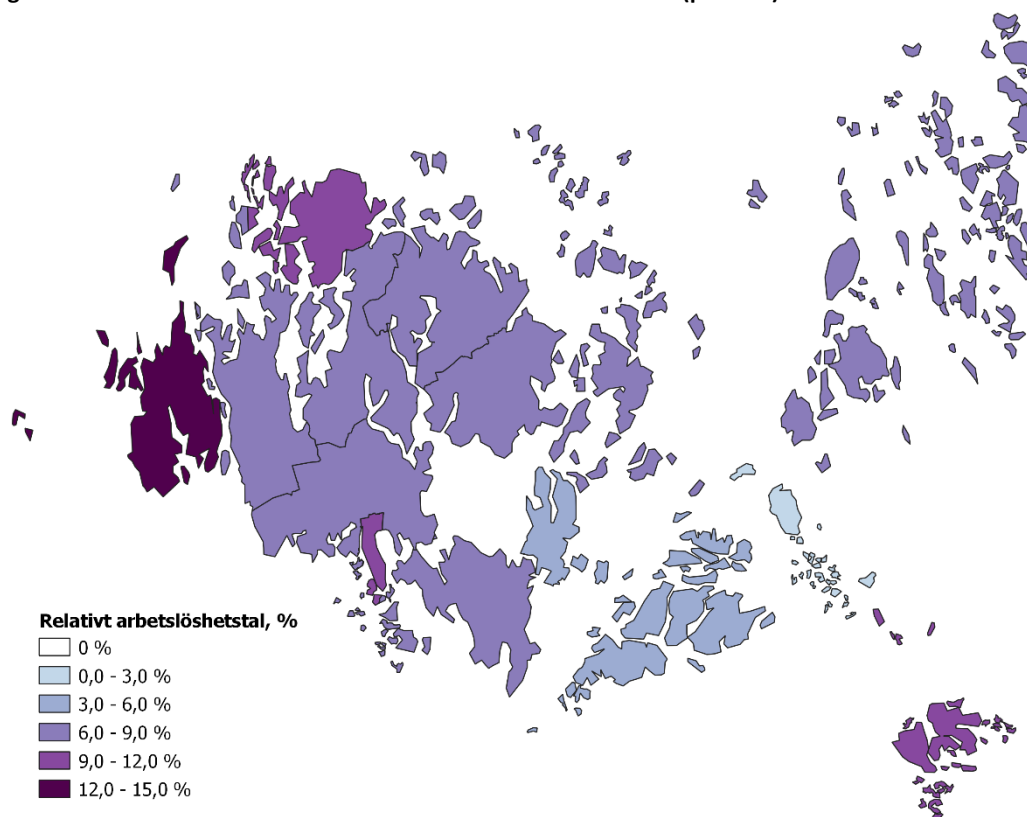 Relativt arbetslöshetstal, %
0 %
0,0 - 3,0 %
3,0 - 6,0 %
6,0 - 9,0 %
9,0 - 12,0 %
12,0 - 15,0 %